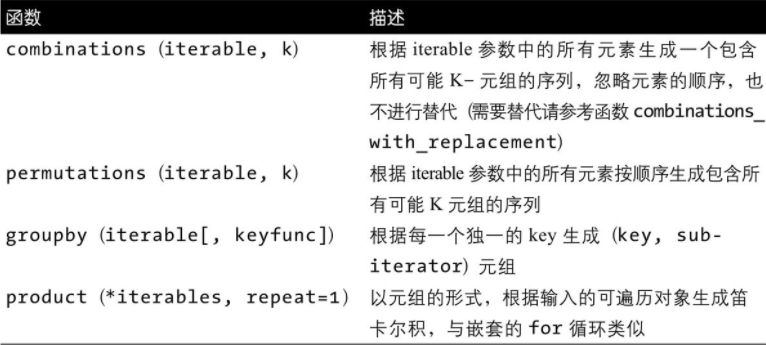 函数 描述
combinations (iterable, k) 根据 iterable 参数中的所有元素生成一个包含
所有可能 K- 元组的序列，忽略元素的顺序，也
不进行替代（需要替代请参考函数 combinations_
with_replacement）
permutations (iterable, k) 根据 iterable 参数中的所有元素按顺序生成包含所
有可能 K 元组的序列
groupby (iterable[, keyfunc]) 根据每一个独一的 key 生成（key, sub-
iterator）元组
product (*iterables, repeat=1) 以元组的形式，根据输入的可遍历对象生成笛
卡尔积，与嵌套的 for 循环类似